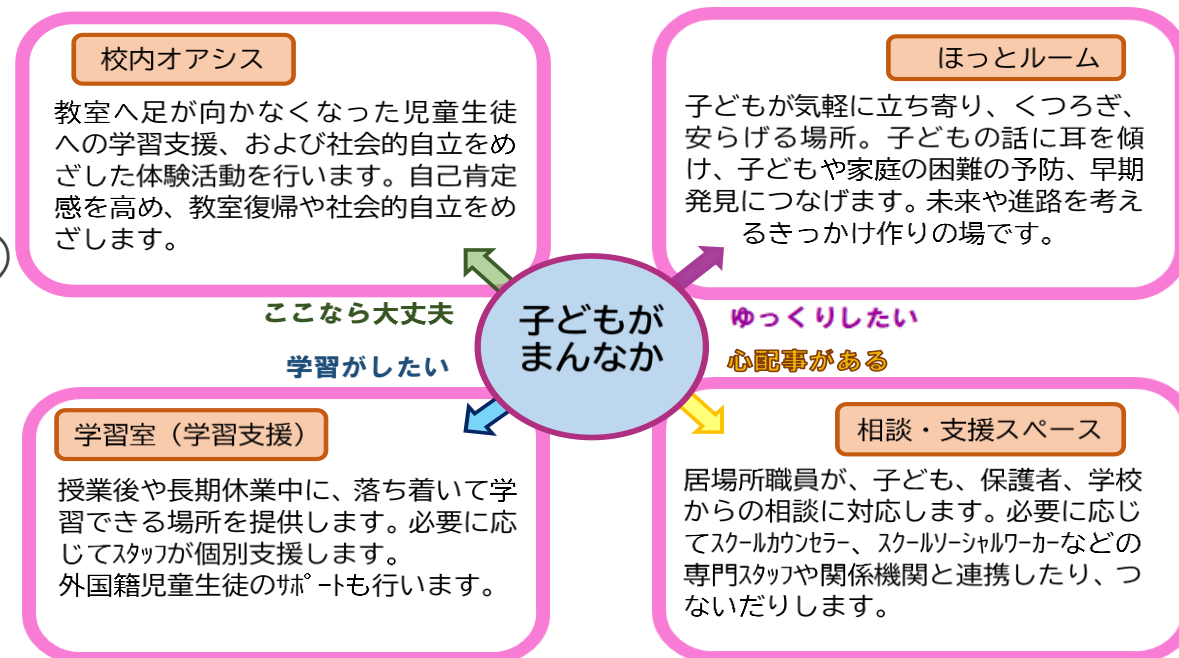 校内オアシス
教室へ足が向かなくなった児童生徒
への学習支援、および社会的自立をめ
ざした体験活動を行います。自己肯定
感を高め、教室復帰や社会的自立をめ
ざします。
ほっとルーム
子どもが気軽に立ち寄り、くつろぎ、
安らげる場所。子どもの話に耳を傾
け、子どもや家庭の困難の予防、早期
発見につなげます。未来や進路を考え
るきっかけ作りの場です。
ここなら大丈夫
学習がしたい
子どもが
まんなか
ゆっくりしたい
心配事がある
学習室（学習支援）
授業後や長期休業中に、落ち着いて学
習できる場所を提供します。必要に応
じてｽﾀｯﾌが個別支援します。
外国籍児童生徒のｻﾎﾟｰﾄも行います。
相談・支援スペース
居場所職員が、子ども、保護者、学校
からの相談に対応します。必要に応じ
てｽｸｰﾙｶｳﾝｾﾗｰ、ｽｸｰﾙｿｰｼｬﾙﾜｰｶｰなどの
専門ｽﾀｯﾌや関係機関と連携したり、つ
ないだりします。